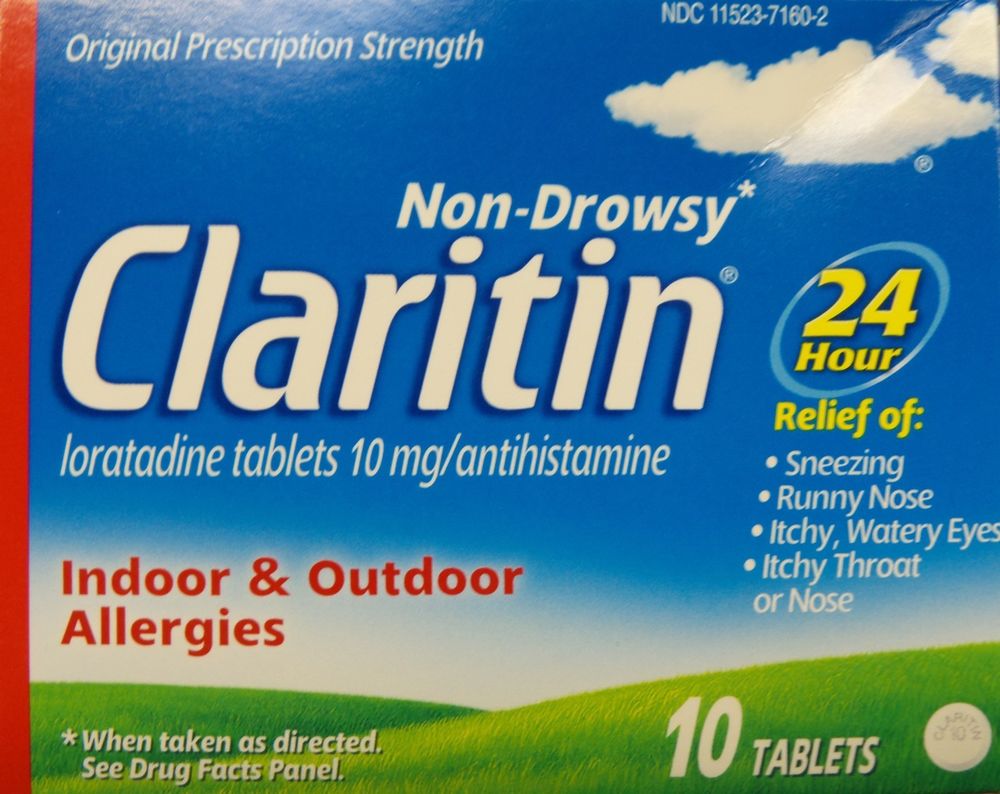 NDC 11523-7160-2
Original Prescription Strength
®
Non-Drowsy*
Claritin®
24
Hour
Relief of:
loratadine tablets 10 mg/antihistamine
• Sneezing
• Runny Nose
• Itchy, Watery Eyes
• Itchy Throat
or Nose
Indoor & Outdoor
Allergies
* When taken as directed.
See Drug Facts Panel.
10 TABLETS
CLARITIN
10